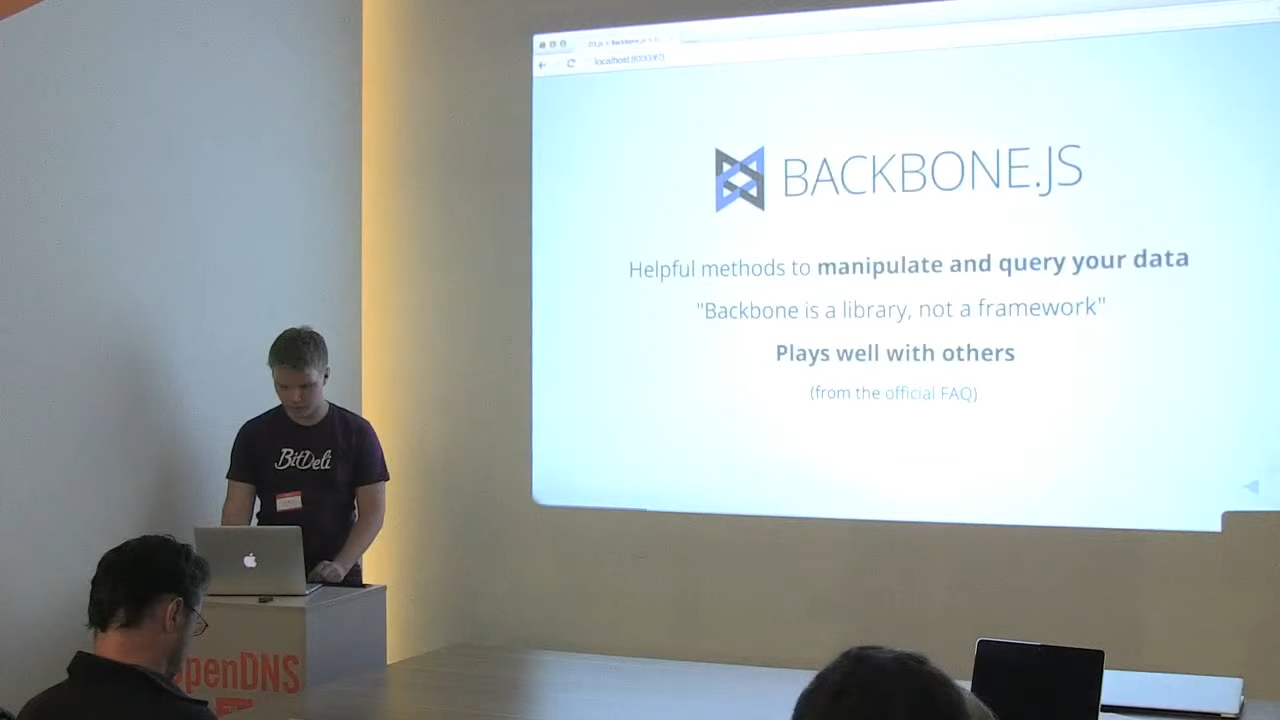 BACKBONE.JS
Helpful methods to manipulate and query your data
"Backbone is a library, not a framework"
Plays well with others
(from the official FAQ)
BitDeli
penDNS